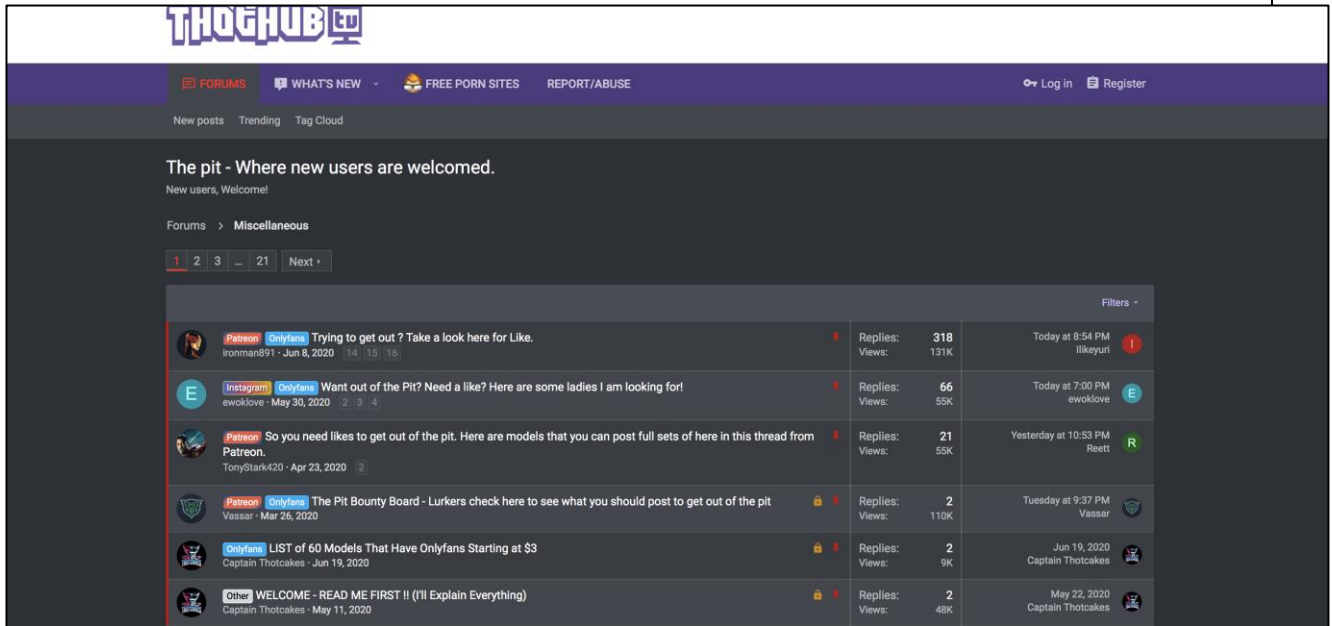 THOTHUB tv
FORUMS WHAT'S NEW FREE PORN SITES REPORT/ABUSE Log in Register
New posts Trending Tag Cloud
The pit - Where new users are welcomed.
New users, Welcome!
Forums > Miscellaneous
1 2 3 ... 21 Next
Filters
Patreon Onlyfans Trying to get out ? Take a look here for Like.
ironman891 · Jun 8, 2020 14 15 16
Replies: 318
Views: 131K
Today at 8:54 PM
Ilikeyuri
I
E
Instagram Onlyfans Want out of the Pit? Need a like? Here are some ladies I am looking for!
ewoklove · May 30, 2020 2 3 4
Replies: 66
Views: 55K
Today at 7:00 PM
ewoklove
E
Patreon So you need likes to get out of the pit. Here are models that you can post full sets of here in this thread from
Patreon.
TonyStark420 · Apr 23, 2020 2
Replies: 21
Views: 55K
Yesterday at 10:53 PM
Reett
R
Patreon Onlyfans The Pit Bounty Board - Lurkers check here to see what you should post to get out of the pit
Vassar · Mar 26, 2020
Replies: 2
Views: 110K
Tuesday at 9:37 PM
Vassar
Onlyfans LIST of 60 Models That Have Onlyfans Starting at $3
Captain Thotcakes · Jun 19, 2020
Replies: 2
Views: 9K
Jun 19, 2020
Captain Thotcakes
Other WELCOME - READ ME FIRST !! (I'll Explain Everything)
Captain Thotcakes · May 11, 2020
Replies: 2
Views: 48K
May 22, 2020
Captain Thotcakes